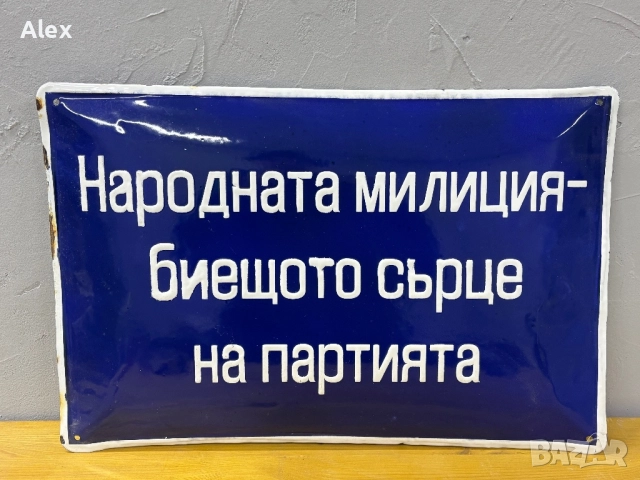 Alex
Народната милиция-
биещото сърце
на партията
BAZAR